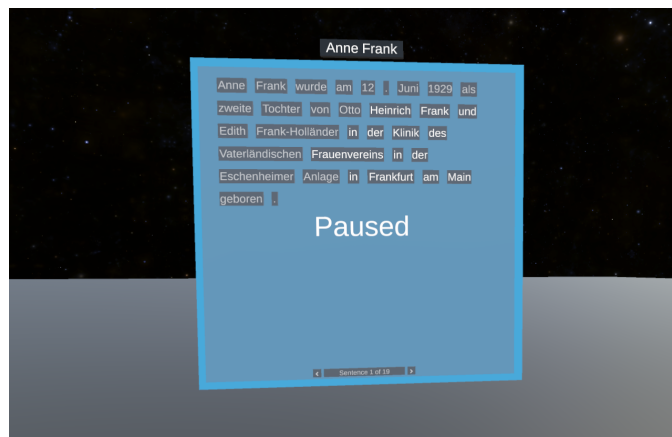 Anne Frank
Anne Frank wurde am 12 . Juni 1929 als
zweite Tochter von Otto Heinrich Frank und
Edith Frank-Holländer in der Klinik des
Vaterländischen Frauenvereins in der
Eschenheimer Anlage in Frankfurt am Main
geboren .
Paused
< Sentence 1 of 19 >